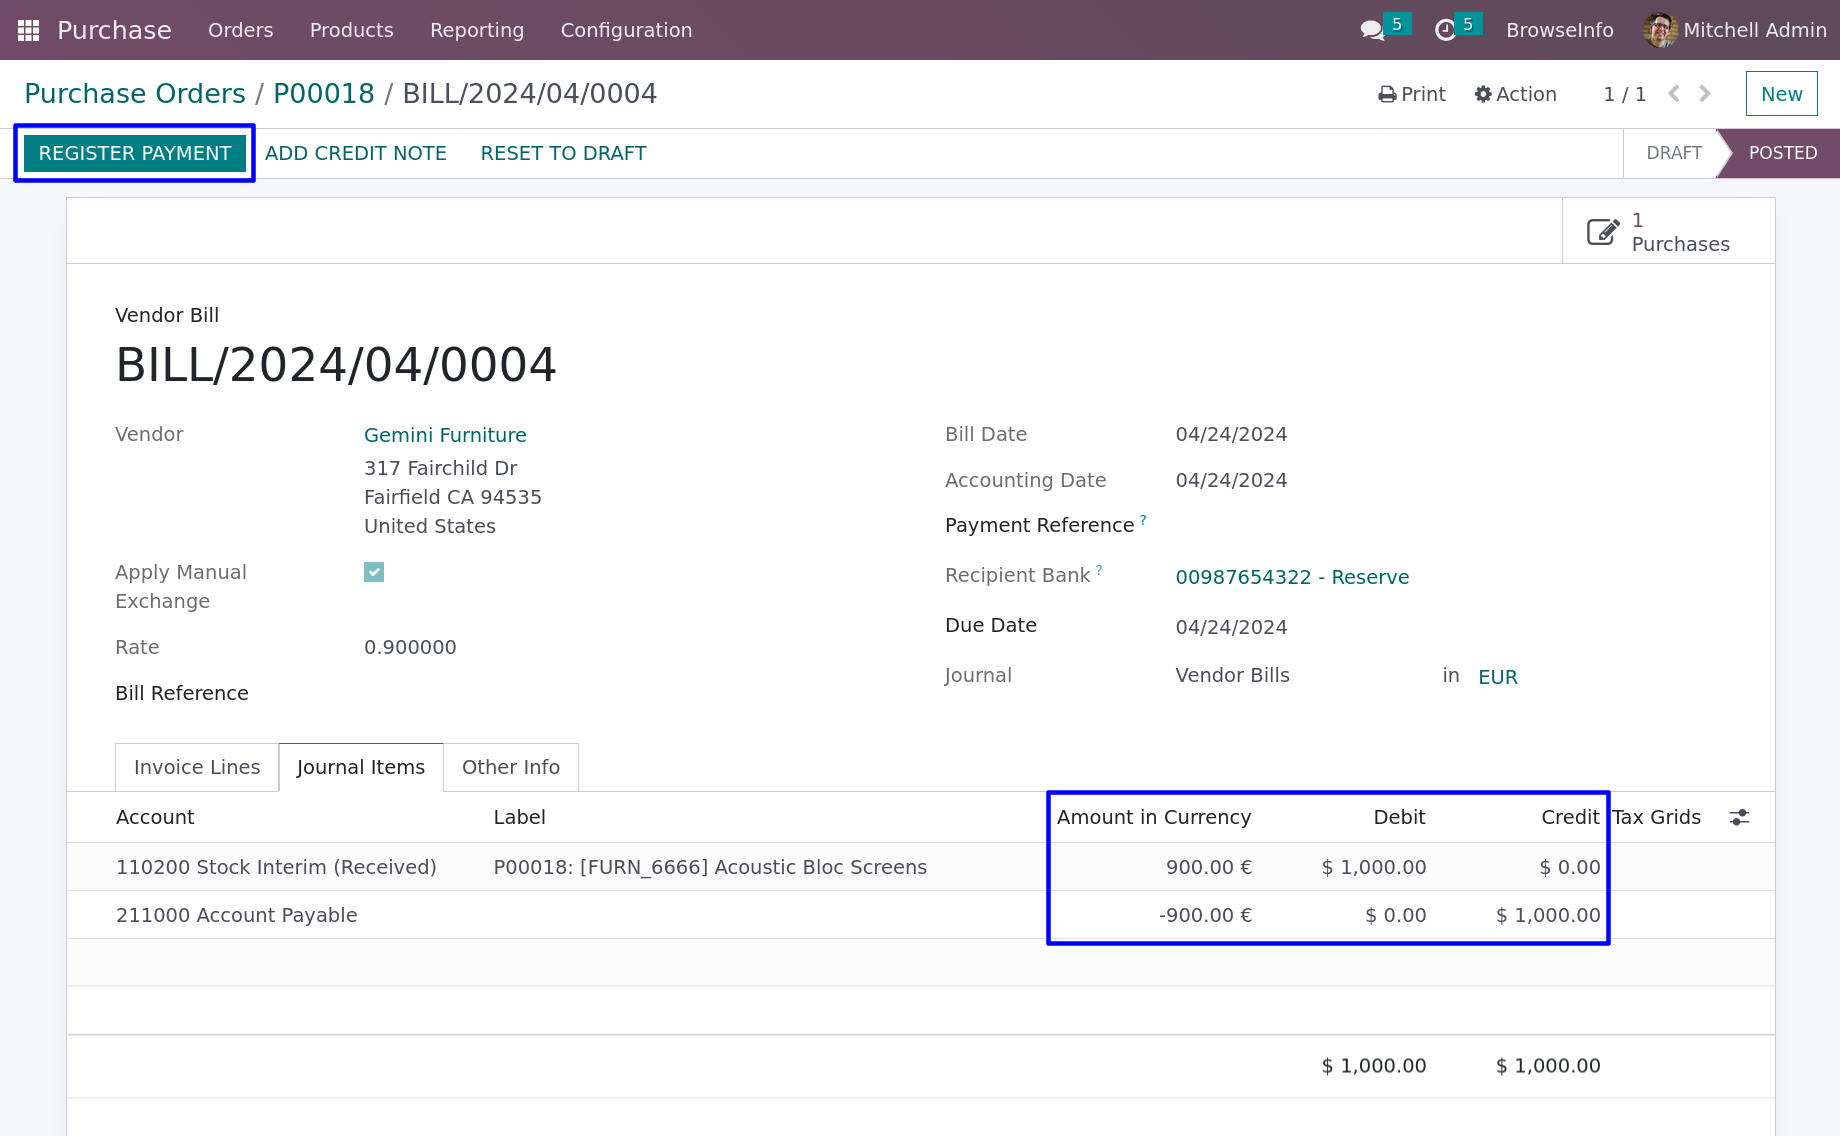 Purchase Orders Products Reporting Configuration 5 5 BrowseInfo Mitchell Admin
Purchase Orders / P00018 / BILL/2024/04/0004 Print Action 1 / 1 New
REGISTER PAYMENT ADD CREDIT NOTE RESET TO DRAFT DRAFT POSTED
1
Purchases
Vendor Bill
BILL/2024/04/0004
Vendor Gemini Furniture
317 Fairchild Dr
Fairfield CA 94535
United States
Apply Manual
Exchange
Rate 0.900000
Bill Reference
Bill Date 04/24/2024
Accounting Date 04/24/2024
Payment Reference ?
Recipient Bank ? 00987654322 - Reserve
Due Date 04/24/2024
Journal Vendor Bills in EUR
Invoice Lines Journal Items Other Info
Account Label Amount in Currency Debit Credit Tax Grids
110200 Stock Interim (Received) P00018: [FURN_6666] Acoustic Bloc Screens 900.00 € $ 1,000.00 $ 0.00
211000 Account Payable -900.00 € $ 0.00 $ 1,000.00
$ 1,000.00 $ 1,000.00